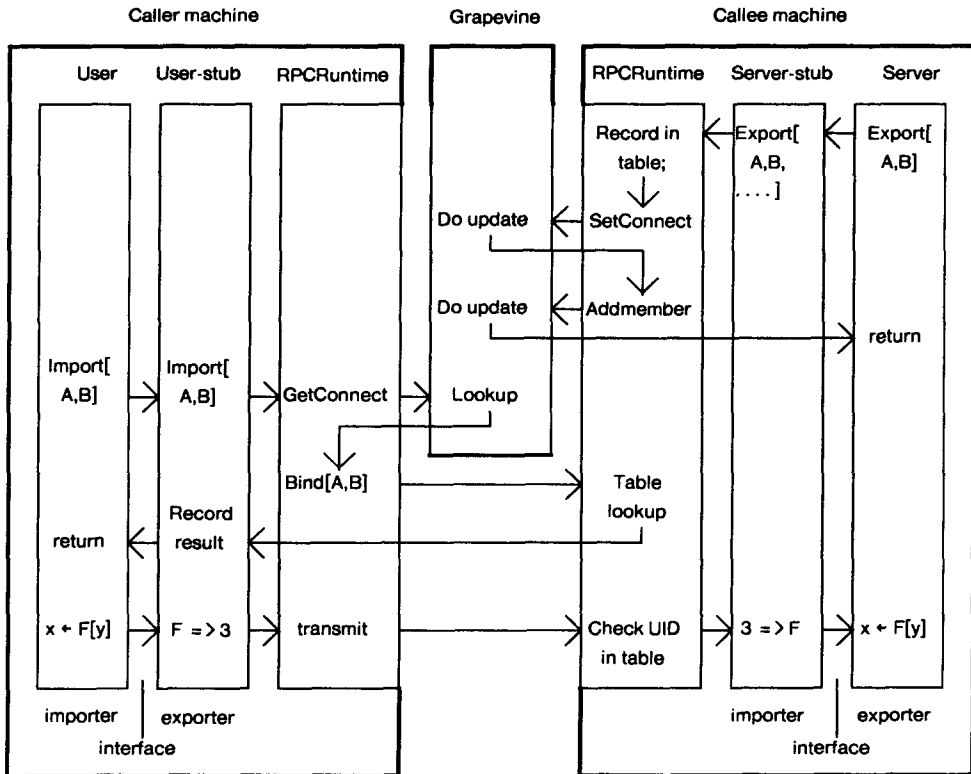 Caller machine Grapevine Callee machine
User User-stub RPCRuntime RPCRuntime Server-stub Server
Record in table;
Export[ A,B, ....]
Export[ A,B]
Do update SetConnect
Do update Addmember
return
Import[ A,B]
Import[ A,B]
GetConnect Lookup
Bind[A,B]
Table lookup
return
Record result
x ← F[y] F = > 3 transmit Check UID in table 3 = > F x ← F[y]
importer exporter importer exporter
interface interface